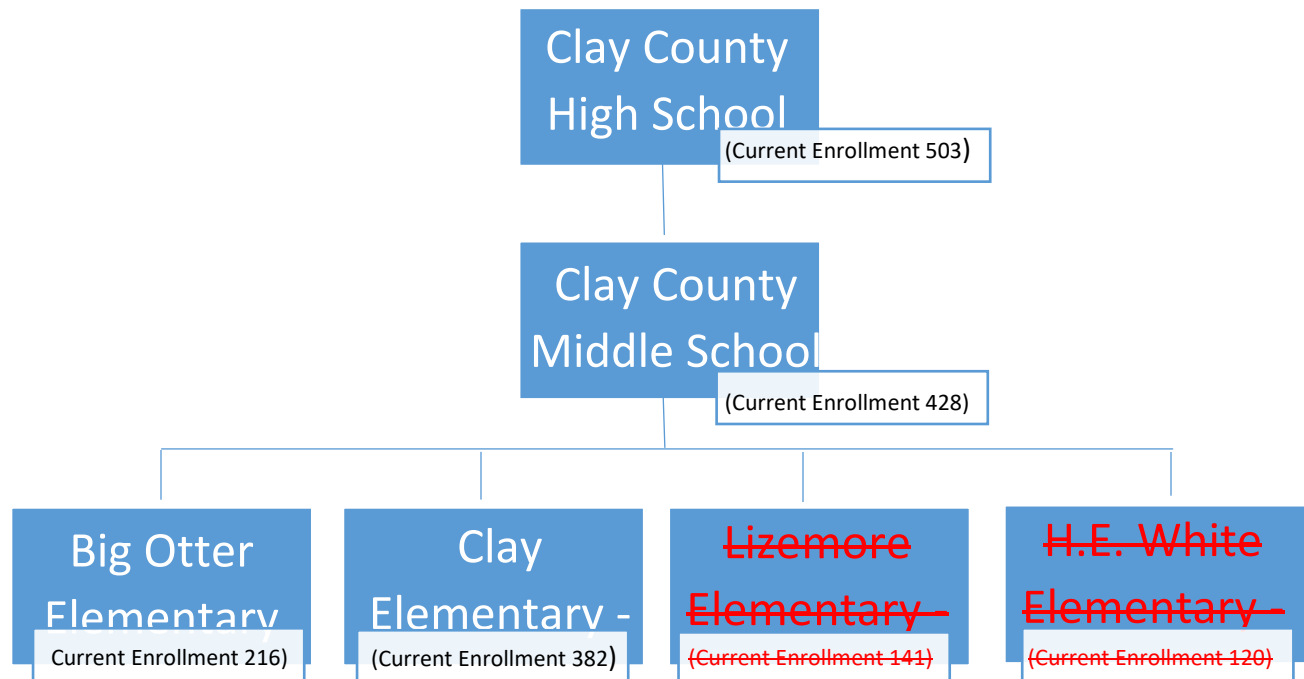 Clay County
High School
(Current Enrollment 503)
Clay County
Middle School
(Current Enrollment 428)
Big Otter
Elementary
Current Enrollment 216)
Clay
Elementary -
(Current Enrollment 382)
Lizemore
Elementary -
(Current Enrollment 141)
H.E. White
Elementary -
(Current Enrollment 120)